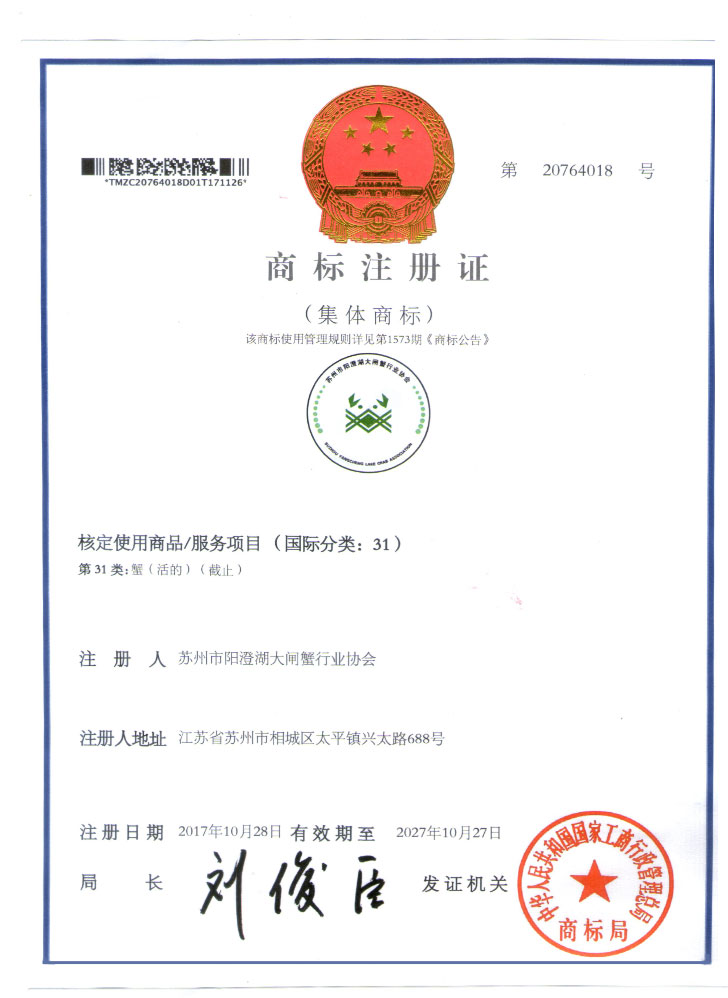 第 20764018 号
*TMZC20764018D01T171126*
商标注册证
（集体商标）
该商标使用管理规则详见第1573期《商标公告》
苏州市阳澄湖大闸蟹行业协会
SUZHOU YANGCHENG LAKE CRAB ASSOCIATION
核定使用商品/服务项目（国际分类：31）
第 31 类：蟹（活的）（截止）
注册人 苏州市阳澄湖大闸蟹行业协会
注册人地址 江苏省苏州市相城区太平镇兴太路688号
注册日期 2017年10月28日 有效期至 2027年10月27日
局长 刘俊臣 发证机关
中华人民共和国国家工商行政管理总局
商标局